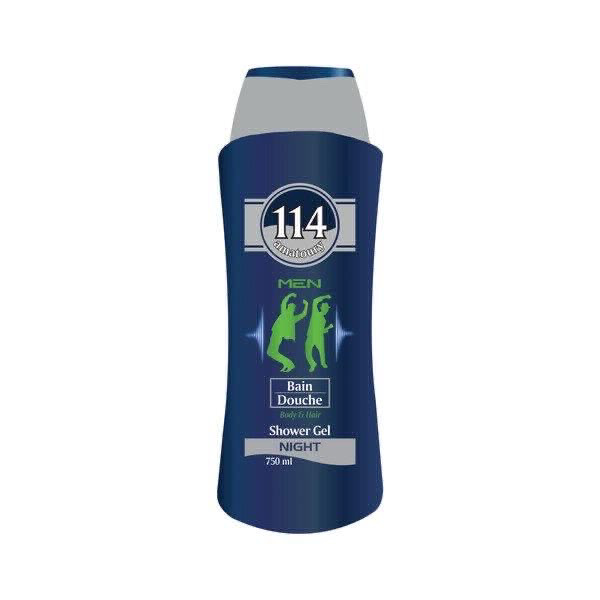 114
amatoury
MEN
Bain
Douche
Body & Hair
Shower Gel
NIGHT
750 ml